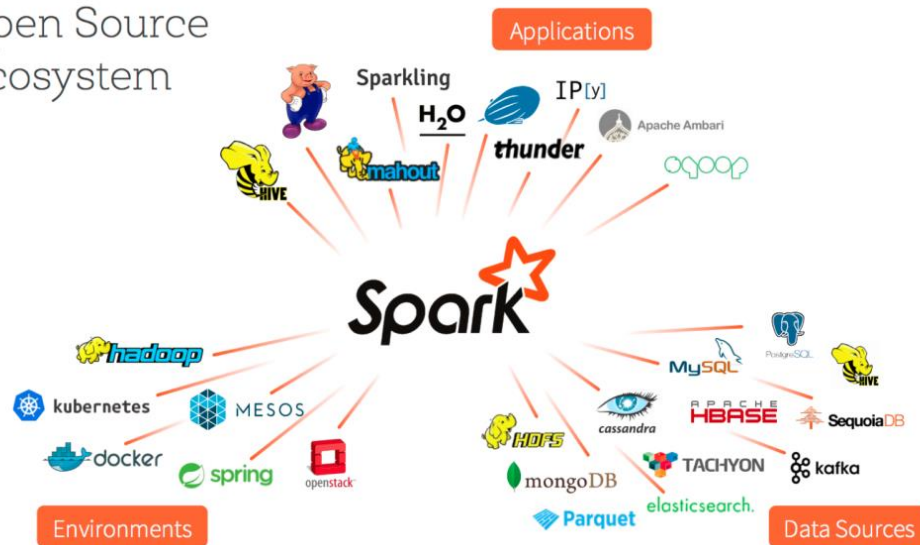 pen Source
cosystem
Applications
Sparkling
H₂O
IP[y]
Apache Ambari
thunder
mahout
sqoop
HIVE
Spark
hadoop
kubernetes
MESOS
docker
spring
openstack
Environments
PostgreSQL
MySQL
HIVE
cassandra
APACHE
HBASE
SequoiaDB
HDFS
TACHYON
kafka
mongoDB
elasticsearch.
Parquet
Data Sources